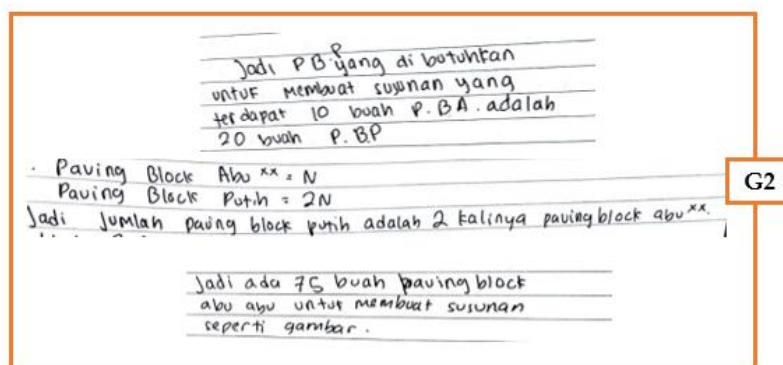 Jadi P B P yang di butuhkan
untuk Membuat susunan yang
terdapat 10 buah P.BA. adalah
20 buah P.BP
. Paving Block Abu xx = N
Paving Block Putih = 2N
Jadi Jumlah paving block putih adalah 2 kalinya paving block abu xx.
G2
Jadi ada 75 buah paving block
abu abu untuk membuat susunan
seperti gambar.